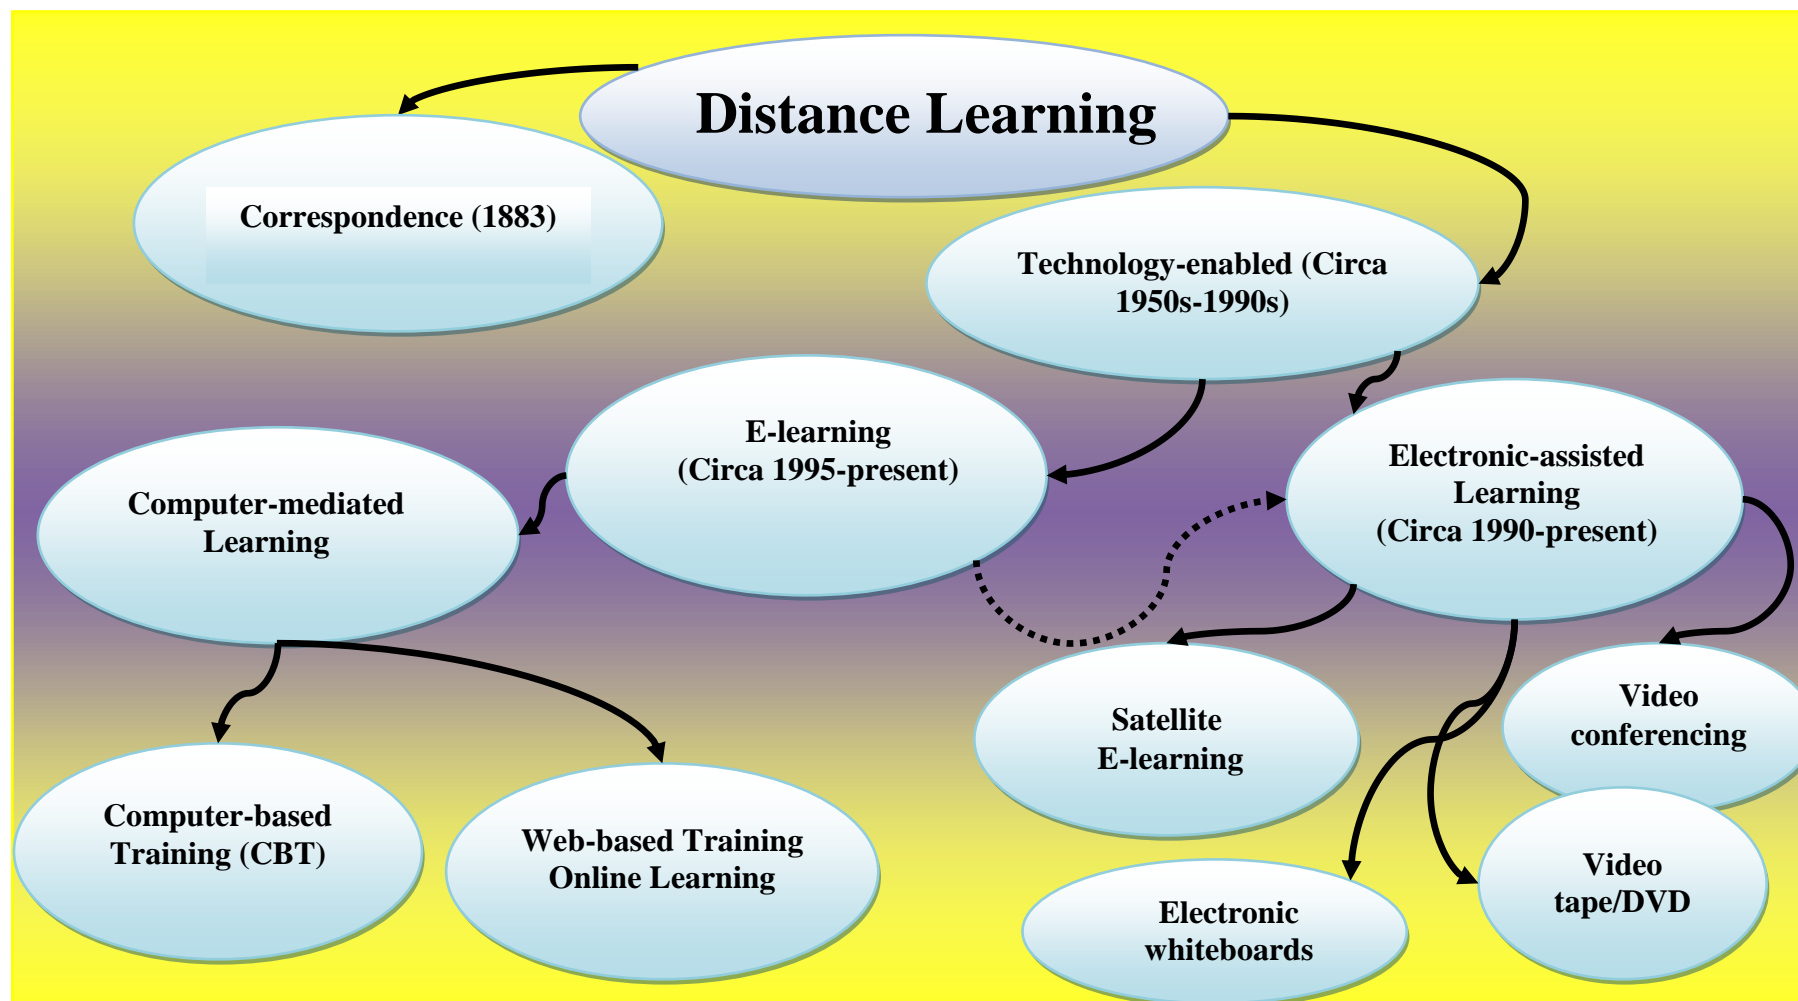 Distance Learning
Correspondence (1883)
Technology-enabled (Circa
1950s-1990s)
E-learning
(Circa 1995-present)
Electronic-assisted
Learning
(Circa 1990-present)
Computer-mediated
Learning
Satellite
E-learning
Video
conferencing
Computer-based
Training (CBT)
Web-based Training
Online Learning
Video
tape/DVD
Electronic
whiteboards